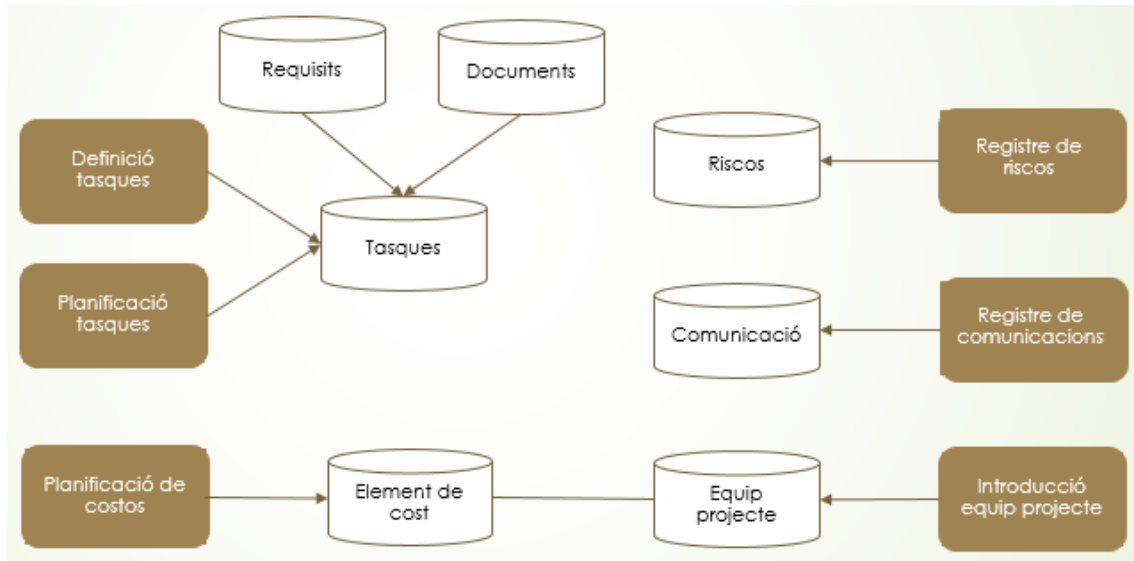 Requisits
Documents
Definició
tasques
Riscos
Registre de
riscos
Tasques
Planificació
tasques
Comunicació
Registre de
comunicacions
Planificació de
costos
Element de
cost
Equip
projecte
Introducció
equip projecte